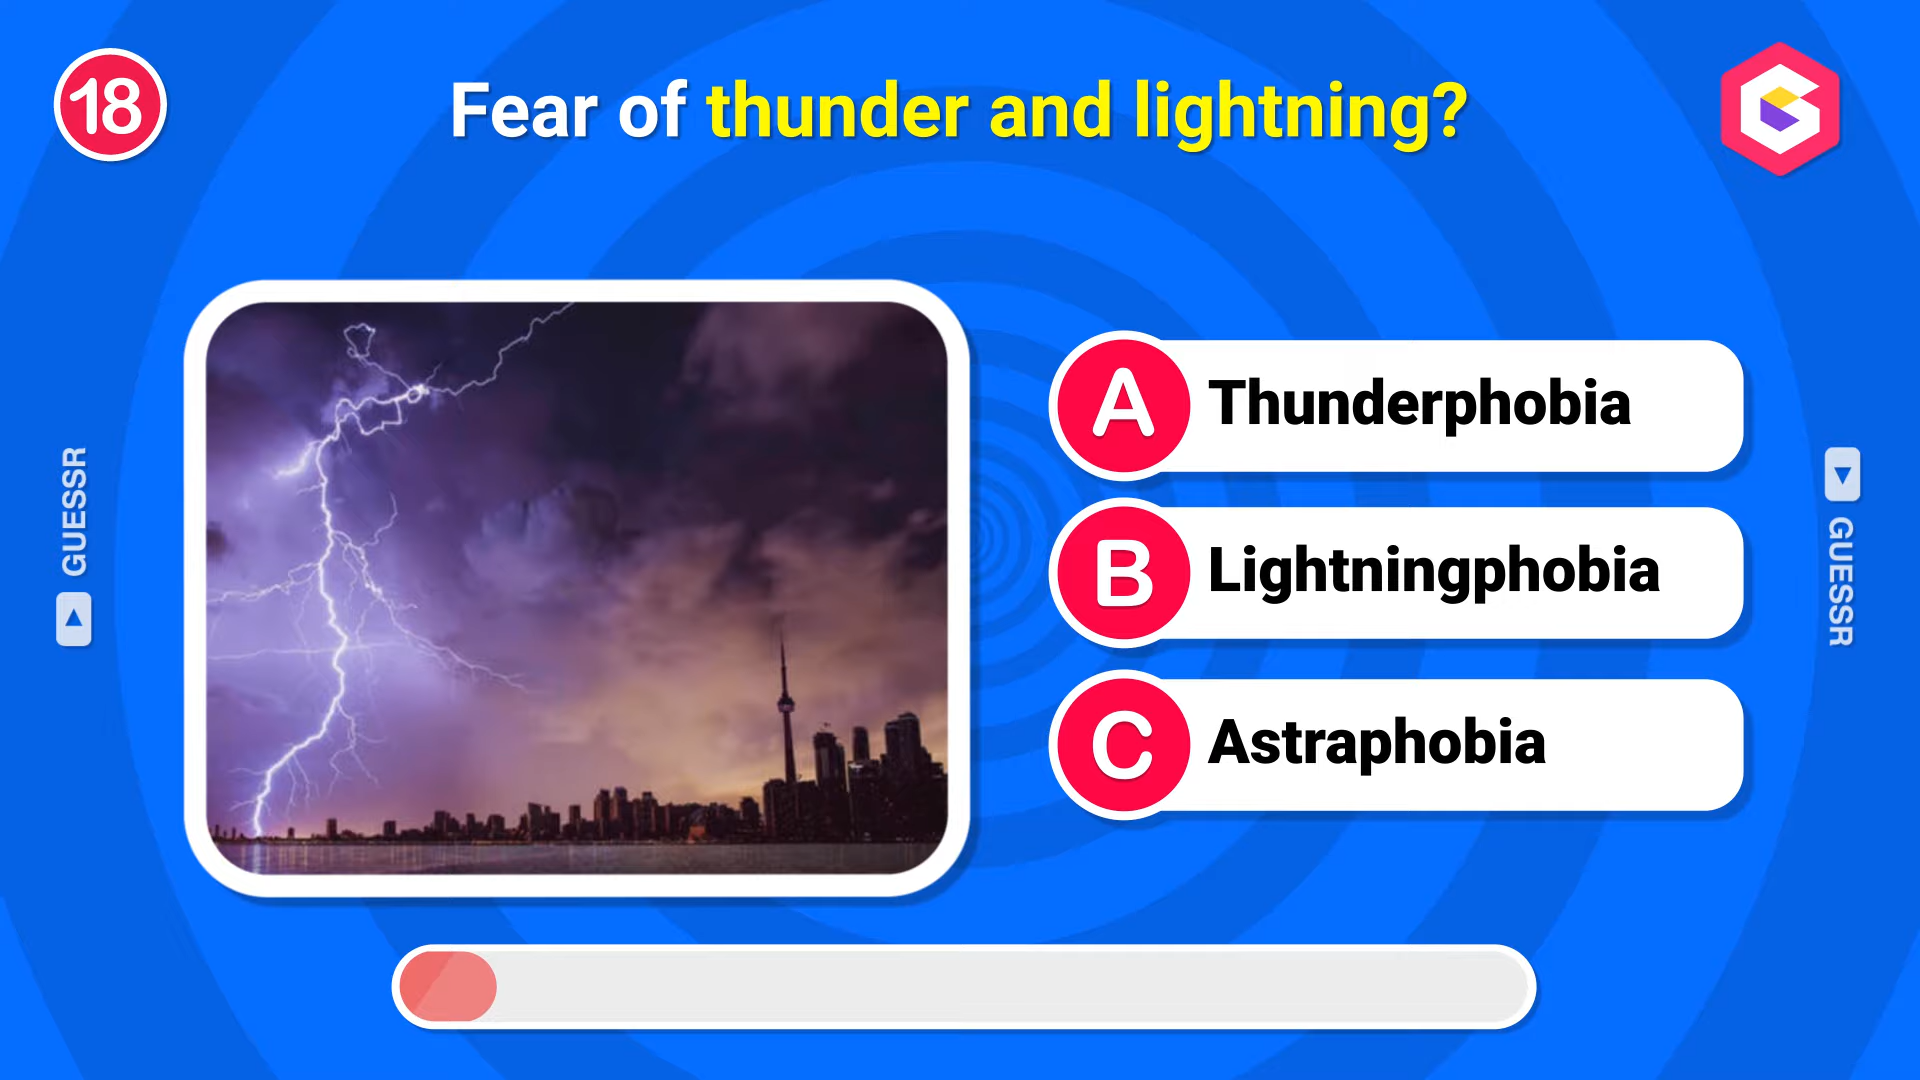 18
Fear of thunder and lightning?
GUESSR
A Thunderphobia
B Lightningphobia
C Astraphobia
GUESSR